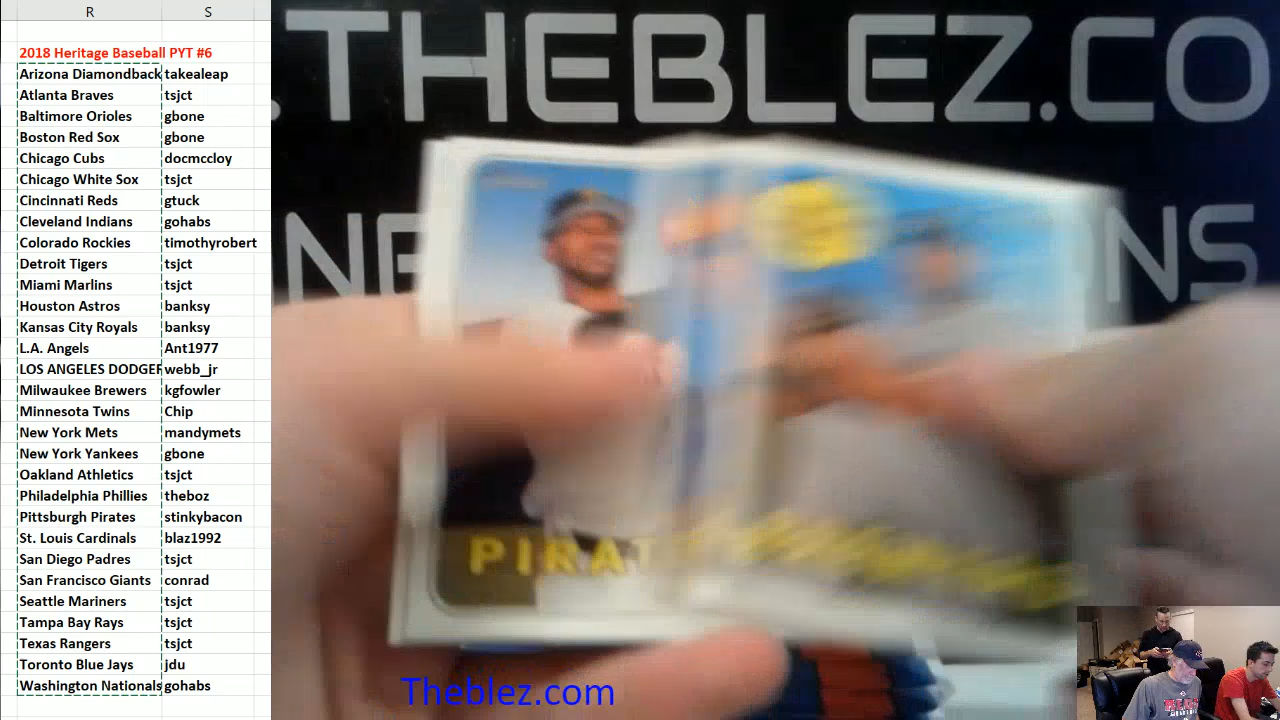 R S
2018 Heritage Baseball PYT #6
Arizona Diamondback takealeap
Atlanta Braves tsjct
Baltimore Orioles gbone
Boston Red Sox gbone
Chicago Cubs docmccloy
Chicago White Sox tsjct
Cincinnati Reds gtuck
Cleveland Indians gohabs
Colorado Rockies timothyrobert
Detroit Tigers tsjct
Miami Marlins tsjct
Houston Astros banksy
Kansas City Royals banksy
L.A. Angels Ant1977
LOS ANGELES DODGER webb_jr
Milwaukee Brewers kgfowler
Minnesota Twins Chip
New York Mets mandymets
New York Yankees gbone
Oakland Athletics tsjct
Philadelphia Phillies theboz
Pittsburgh Pirates stinkybacon
St. Louis Cardinals blaz1992
San Diego Padres tsjct
San Francisco Giants conrad
Seattle Mariners tsjct
Tampa Bay Rays tsjct
Texas Rangers tsjct
Toronto Blue Jays jdu
Washington Nationals gohabs
.THEBLEZ.CO
NS
PIRAT
Theblez.com